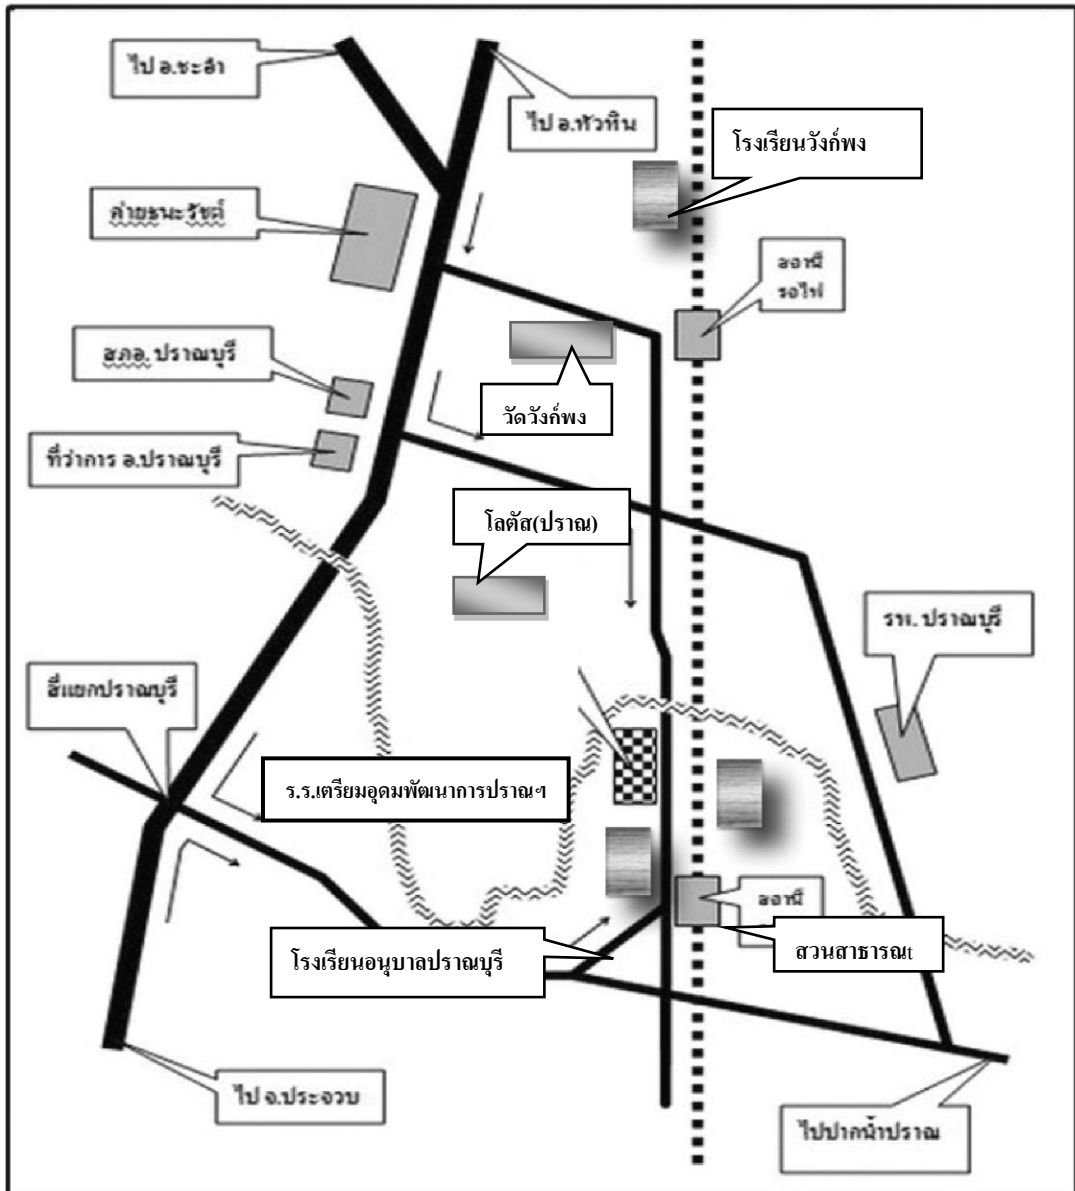 ไป อ.ชะอำ
ไป อ.หัวหิน
โรงเรียนวังก์พง
ค่ายธนะรัชต์
สถานี
รถไฟ
สภอ. ปราณบุรี
วัดวังก์พง
ที่ว่าการ อ.ปราณบุรี
โลตัส(ปราณ)
รพ. ปราณบุรี
สี่แยกปราณบุรี
ร.ร.เตรียมอุดมพัฒนาการปราณฯ
สถานี
โรงเรียนอนุบาลปราณบุรี
สวนสาธารณt
ไป จ.ประจวบ
ไปปากน้ำปราณ